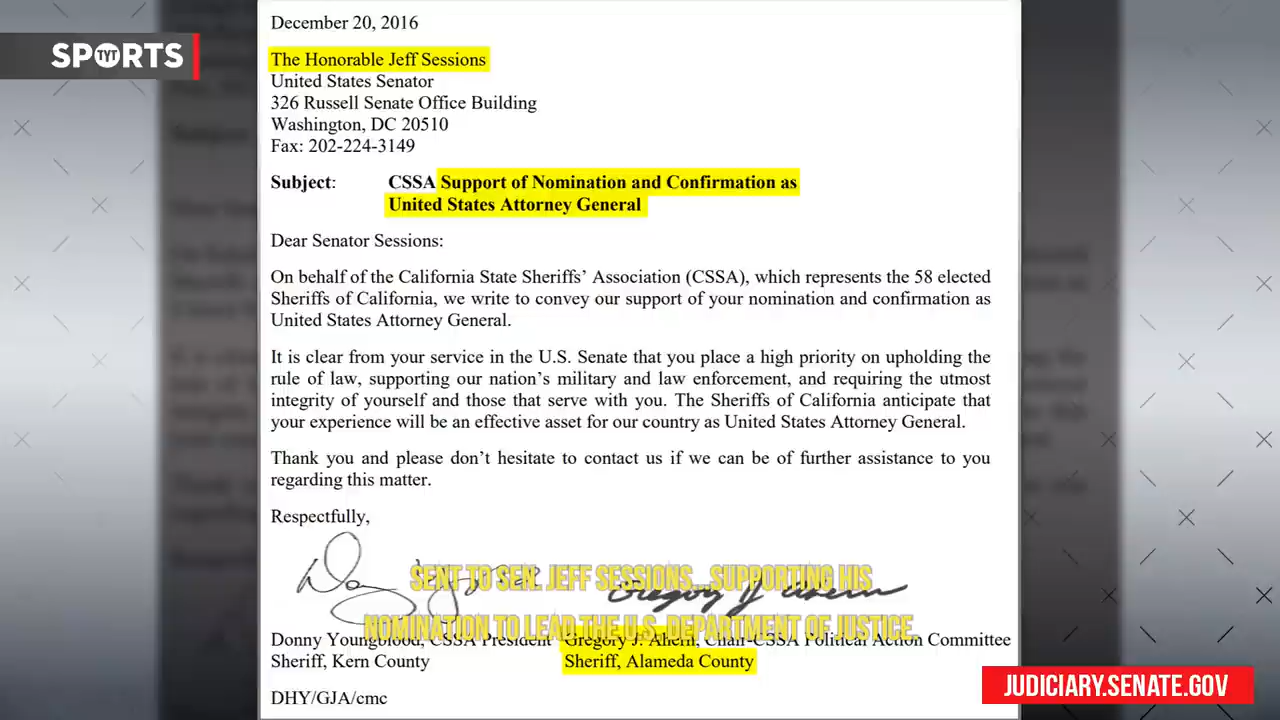 December 20, 2016
SPORTS
TYT
The Honorable Jeff Sessions
United States Senator
326 Russell Senate Office Building
Washington, DC 20510
Fax: 202-224-3149
Subject: CSSA Support of Nomination and Confirmation as
United States Attorney General
Dear Senator Sessions:
On behalf of the California State Sheriffs’ Association (CSSA), which represents the 58 elected
Sheriffs of California, we write to convey our support of your nomination and confirmation as
United States Attorney General.
It is clear from your service in the U.S. Senate that you place a high priority on upholding the
rule of law, supporting our nation’s military and law enforcement, and requiring the utmost
integrity of yourself and those that serve with you. The Sheriffs of California anticipate that
your experience will be an effective asset for our country as United States Attorney General.
Thank you and please don’t hesitate to contact us if we can be of further assistance to you
regarding this matter.
Respectfully,
SENT TO SEN. JEFF SESSIONS...SUPPORTING HIS
NOMINATION TO LEAD THE U.S. DEPARTMENT OF JUSTICE.
Gregory J. Ahern
Donny Youngblood, CSSA President Gregory J. Ahern, Chair-CSSA Political Action Committee
Sheriff, Kern County Sheriff, Alameda County
JUDICIARY.SENATE.GOV
DHY/GJA/cmc